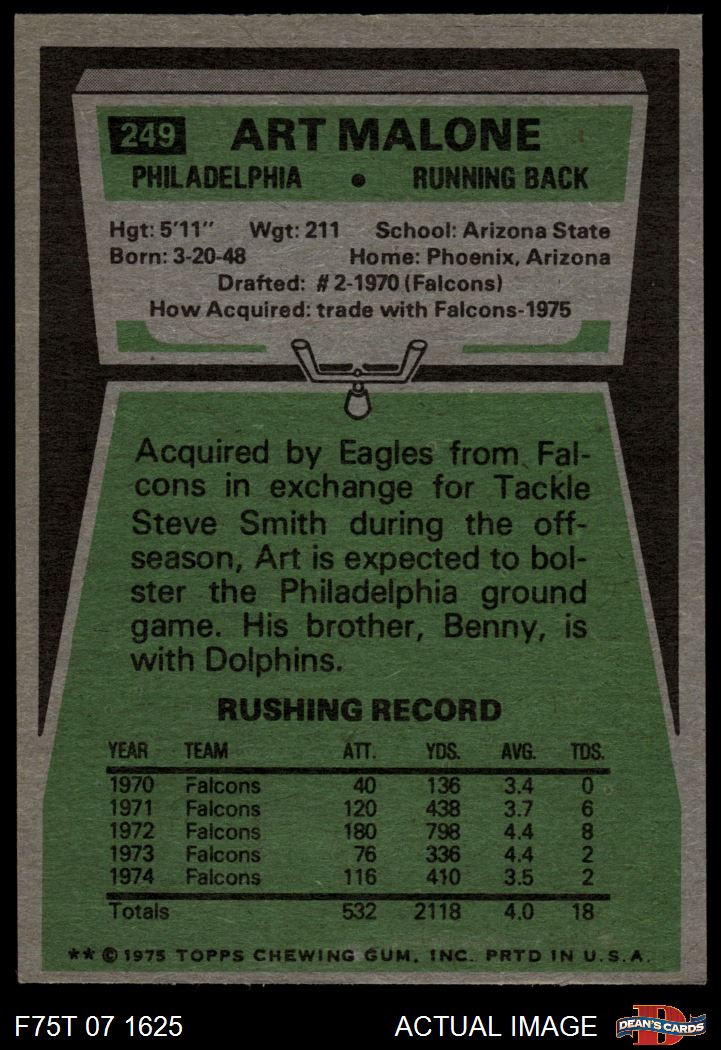 249 ART MALONE
PHILADELPHIA • RUNNING BACK
Hgt: 5'11" Wgt: 211 School: Arizona State
Born: 3-20-48 Home: Phoenix, Arizona
Drafted: #2-1970 (Falcons)
How Acquired: trade with Falcons-1975
Acquired by Eagles from Fal-
cons in exchange for Tackle
Steve Smith during the off-
season, Art is expected to bol-
ster the Philadelphia ground
game. His brother, Benny, is
with Dolphins.
RUSHING RECORD
YEAR TEAM ATT. YDS. AVG. TDS.
1970 Falcons 40 136 3.4 0
1971 Falcons 120 438 3.7 6
1972 Falcons 180 798 4.4 8
1973 Falcons 76 336 4.4 2
1974 Falcons 116 410 3.5 2
Totals 532 2118 4.0 18
** © 1975 TOPPS CHEWING GUM, INC. PRTD IN U.S.A.
F75T 07 1625 ACTUAL IMAGE D DEAN'S CARDS